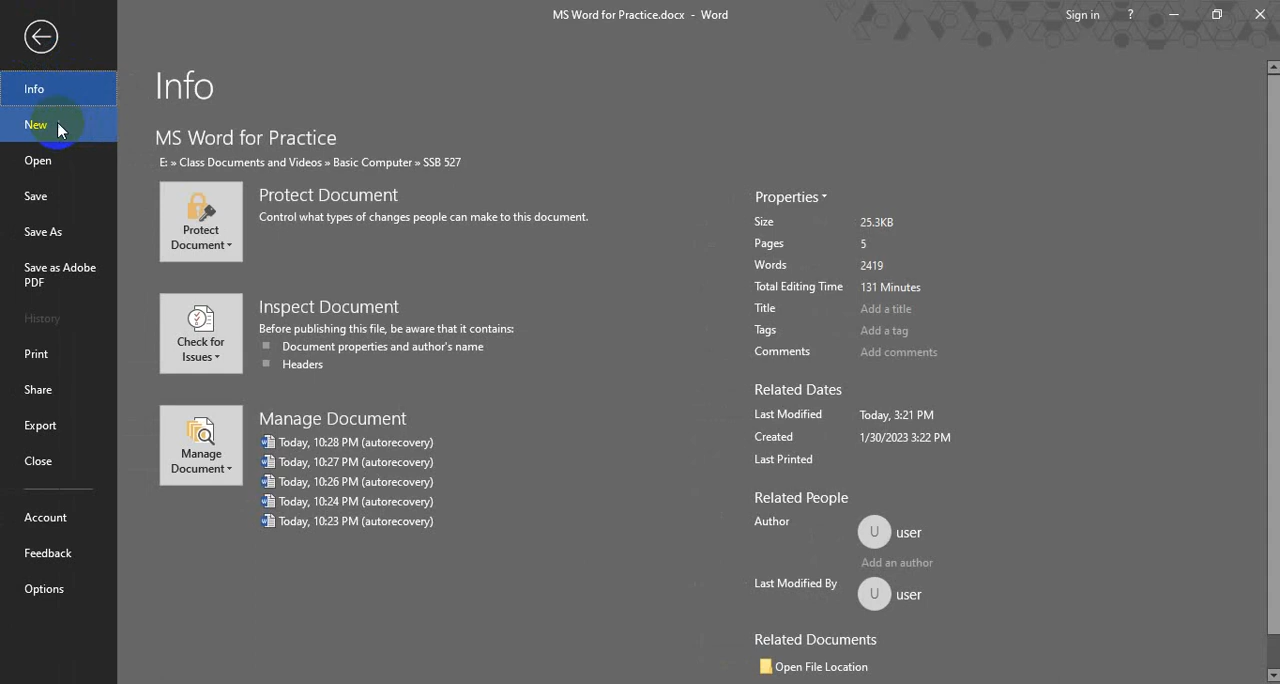 MS Word for Practice.docx - Word
Sign in
?
Info
New
Open
Save
Save As
Save as Adobe
PDF
History
Print
Share
Export
Close
Account
Feedback
Options
Info
MS Word for Practice
E: » Class Documents and Videos » Basic Computer » SSB 527
Protect
Document
Protect Document
Control what types of changes people can make to this document.
Check for
Issues
Inspect Document
Before publishing this file, be aware that it contains:
Document properties and author's name
Headers
Manage
Document
Manage Document
Today, 10:28 PM (autorecovery)
Today, 10:27 PM (autorecovery)
Today, 10:26 PM (autorecovery)
Today, 10:24 PM (autorecovery)
Today, 10:23 PM (autorecovery)
Properties
Size 25.3KB
Pages 5
Words 2419
Total Editing Time 131 Minutes
Title Add a title
Tags Add a tag
Comments Add comments
Related Dates
Last Modified Today, 3:21 PM
Created 1/30/2023 3:22 PM
Last Printed
Related People
Author U user
Add an author
Last Modified By U user
Related Documents
Open File Location